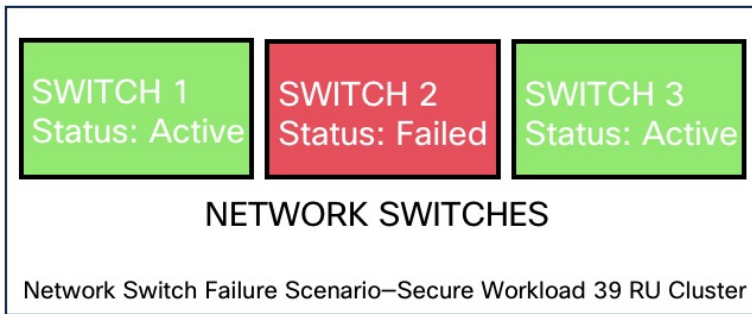 SWITCH 1
Status: Active
SWITCH 2
Status: Failed
SWITCH 3
Status: Active
NETWORK SWITCHES
Network Switch Failure Scenario—Secure Workload 39 RU Cluster